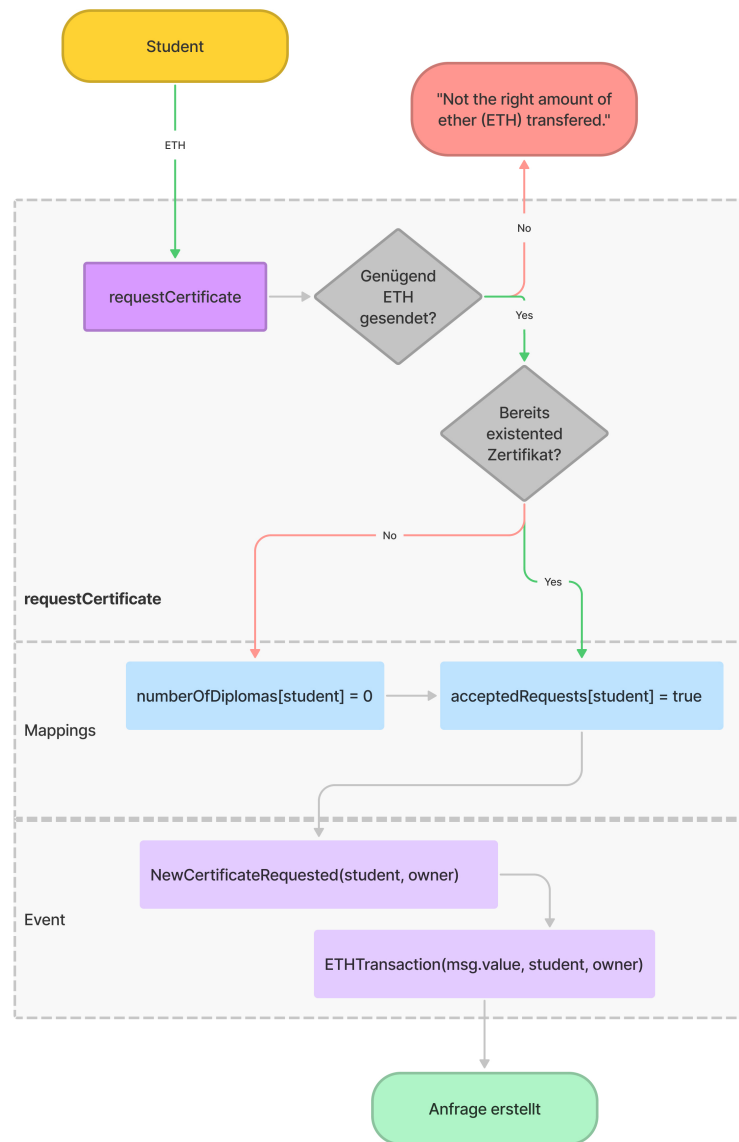 Student
"Not the right amount of
ether (ETH) transfered."
ETH
No
requestCertificate
Genügend
ETH
gesendet?
Yes
Bereits
existented
Zertifikat?
No
Yes
requestCertificate
numberOfDiplomas[student] = 0
acceptedRequests[student] = true
Mappings
NewCertificateRequested(student, owner)
Event
ETHTransaction(msg.value, student, owner)
Anfrage erstellt